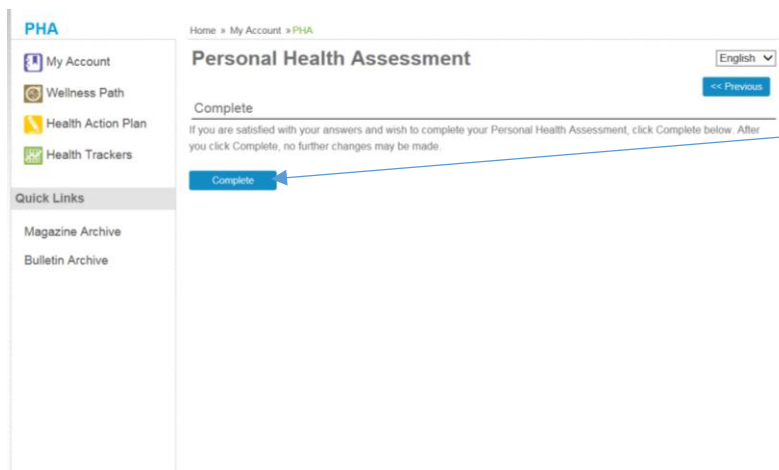 PHA
My Account
Wellness Path
Health Action Plan
Health Trackers
Quick Links
Magazine Archive
Bulletin Archive
Home » My Account » PHA
Personal Health Assessment
English
<< Previous
Complete
If you are satisfied with your answers and wish to complete your Personal Health Assessment, click Complete below. After
you click Complete, no further changes may be made.
Complete